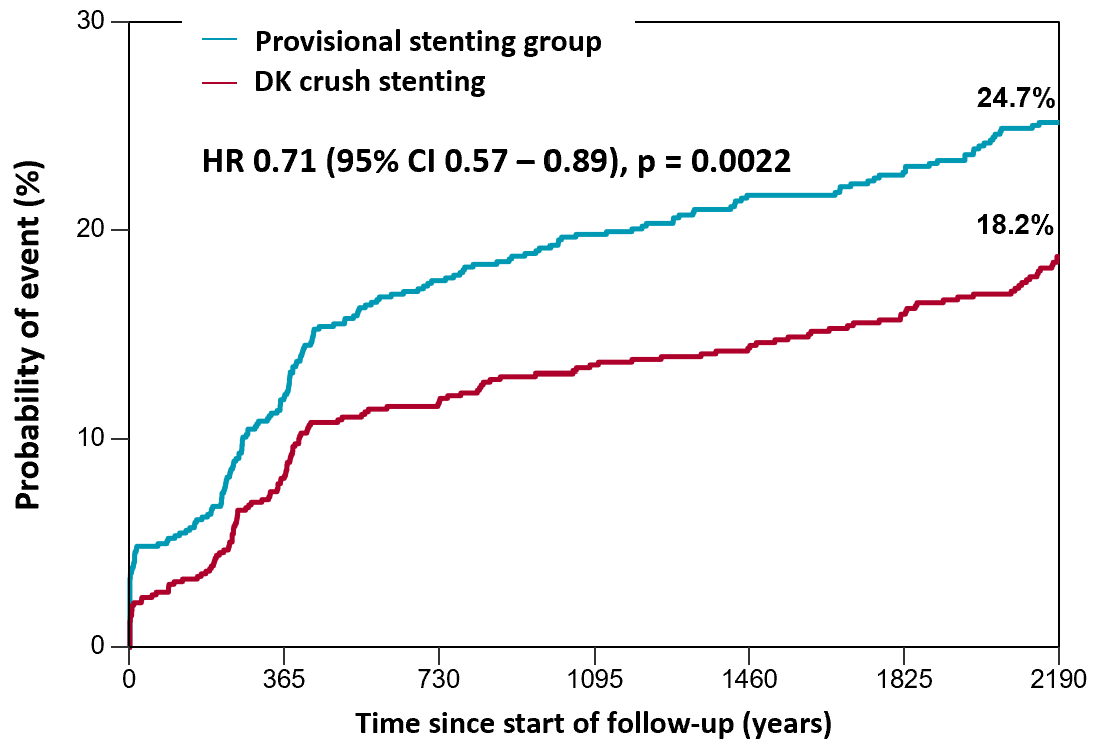 30
Provisional stenting group
DK crush stenting
24.7%
HR 0.71 (95% CI 0.57 – 0.89), p = 0.0022
20
18.2%
10
0
Probability of event (%)
0 365 730 1095 1460 1825 2190
Time since start of follow-up (years)